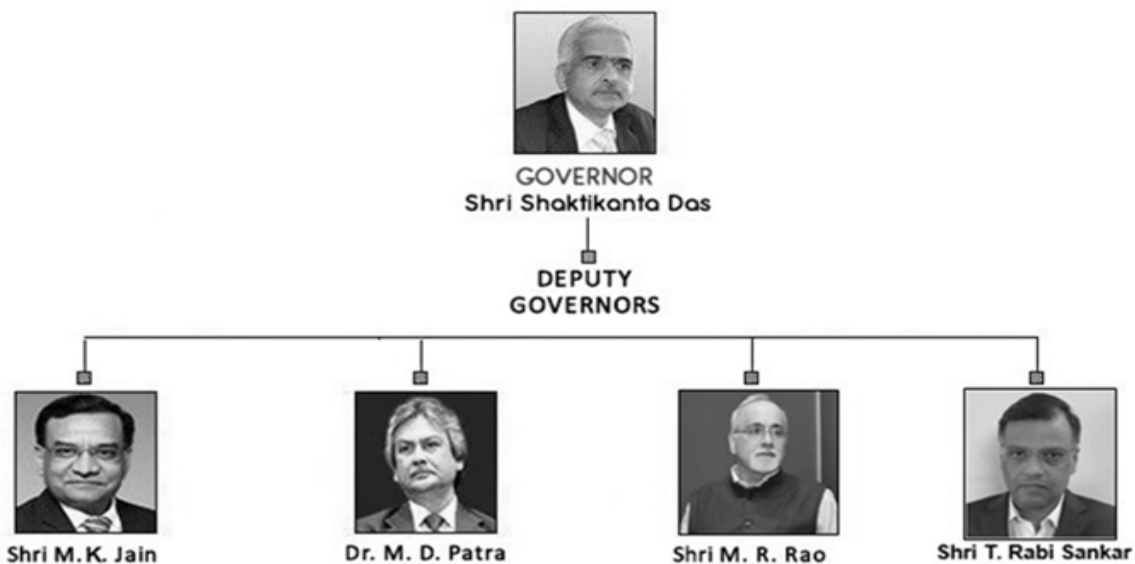 GOVERNOR
Shri Shaktikanta Das
DEPUTY
GOVERNORS
Shri M. K. Jain
Dr. M. D. Patra
Shri M. R. Rao
Shri T. Rabi Sankar